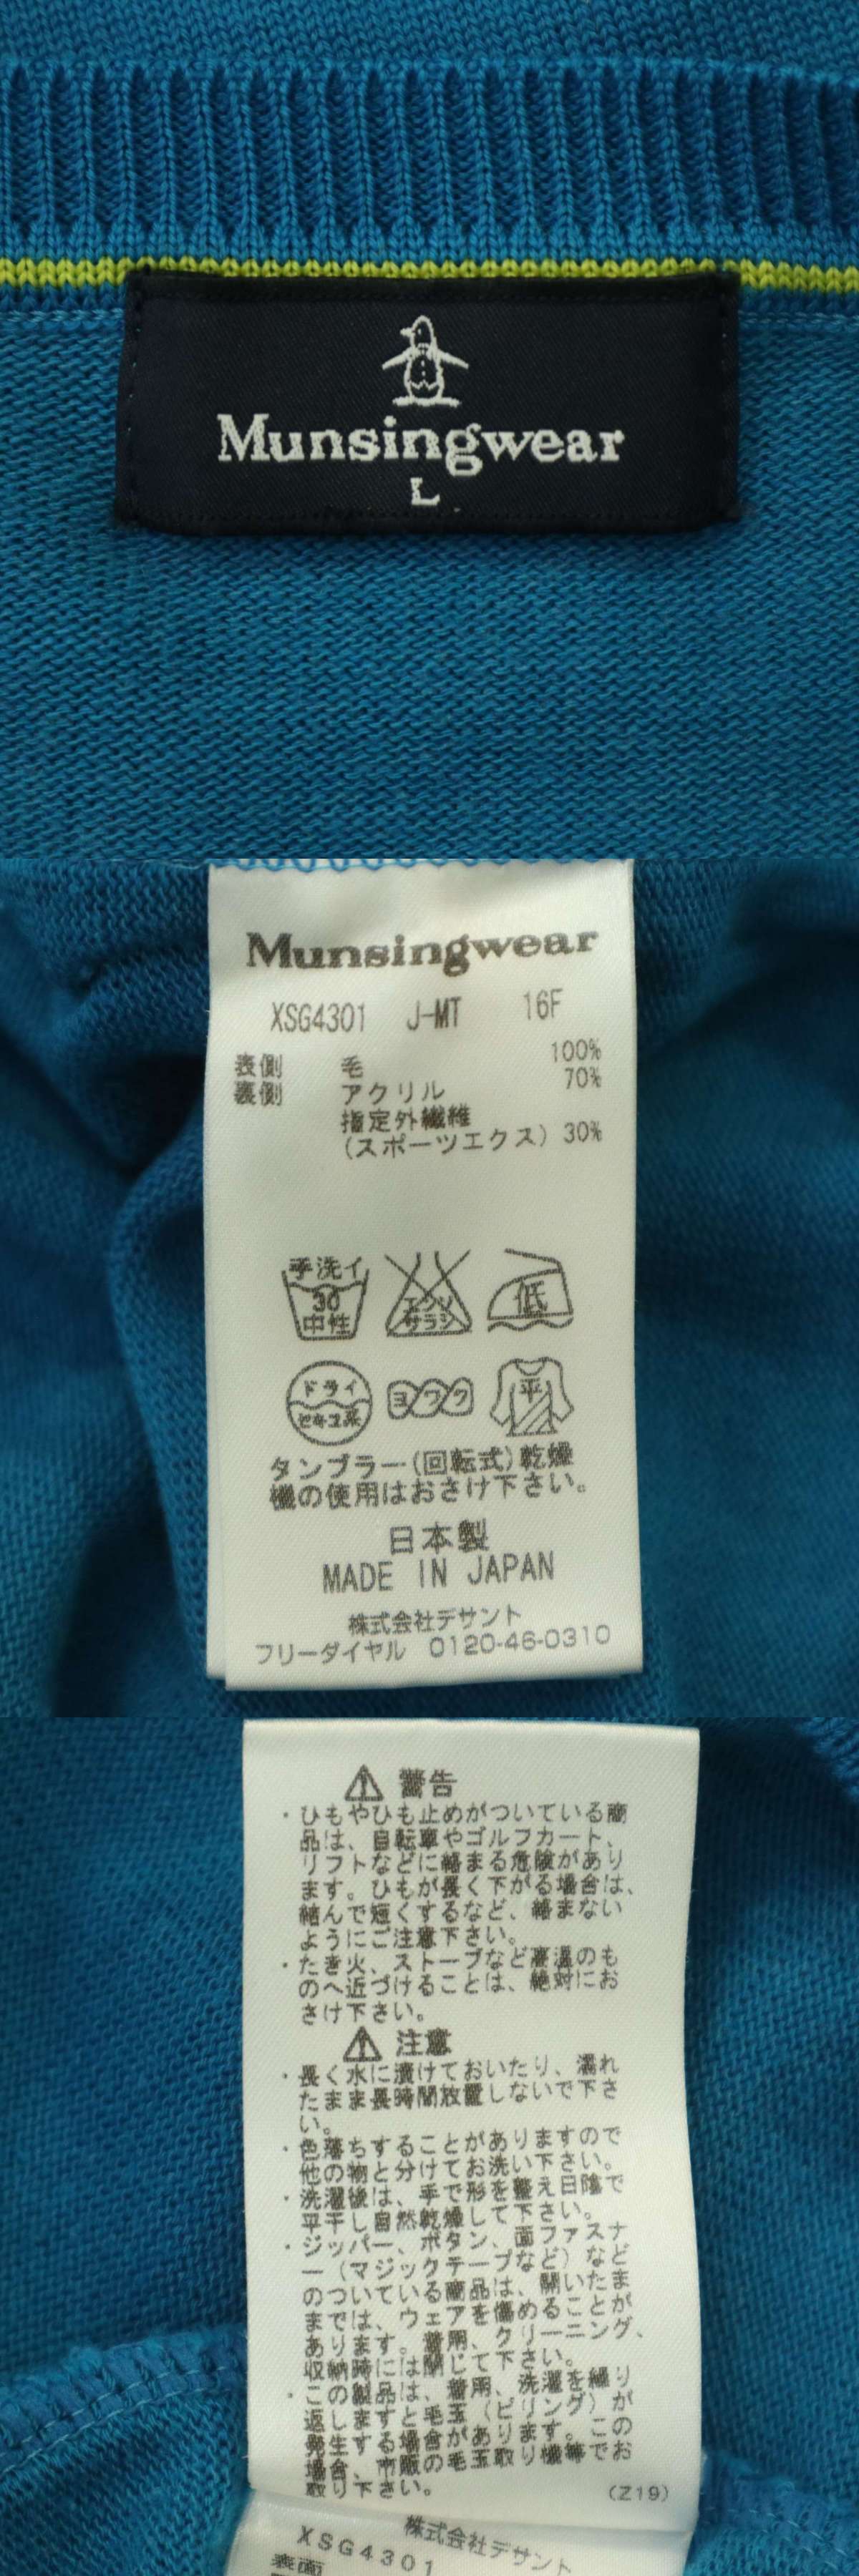 Munsingwear
L
Munsingwear
XSG4301 J-MT 16F
表側 毛 100%
裏側 アクリル 70%
指定外繊維
(スポーツエクス) 30%
手洗イ
30
中性
エンソ
サラシ
低
ドライ
セキユ系
ヨワク
平
タンブラー(回転式)乾燥
機の使用はおさけ下さい。
日本製
MADE IN JAPAN
株式会社デサント
フリーダイヤル 0120-46-0310
⚠ 警告
・ひもやひも止めがついている商
品は、自転車やゴルフカート、
リフトなどに絡まる危険があり
ます。ひもが長く下がる場合は、
結んで短くするなど、絡まない
ようにご注意下さい。
・たき火、ストーブなど高温のも
のへ近づけることは、絶対にお
さけ下さい。
⚠ 注意
・長く水に漬けておいたり、濡れ
たまま長時間放置しないで下さ
い。
・色落ちすることがありますので
他の物と分けてお洗い下さい。
・洗濯後は、手で形を整え日陰で
平干し自然乾燥して下さい。
・ジッパー、ボタン、面ファスナ
ー(マジックテープなど)など
のついている商品は、開いたま
までは、ウェアを傷めることが
あります。着用、クリーニング、
収納時には閉じて下さい。
・この製品は、着用、洗濯を繰り
返しますと毛玉(ピリング)が
発生する場合があります。この
場合、市販の毛玉取り機等でお
取り下さい。
(Z19)
株式会社デサント
XSG4301
表面